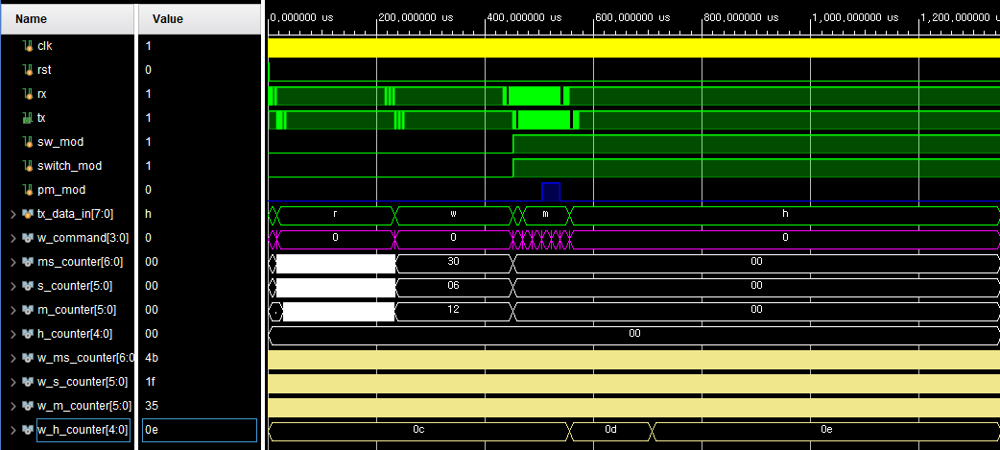 Name Value 0,000000 us 200,000000 us 400,000000 us 600,000000 us 800,000000 us 1,000,000000 us 1,200,000000 us
clk 1
rst 0
rx 1
tx 1
sw_mod 1
switch_mod 1
pm_mod 0
tx_data_in[7:0] h r w m h
w_command[3:0] 0 0 0 0
ms_counter[6:0] 00 30 00
s_counter[5:0] 00 06 00
m_counter[5:0] 00 . 12 00
h_counter[4:0] 00 00
w_ms_counter[6:0 4b
w_s_counter[5:0] 1f
w_m_counter[5:0] 35
w_h_counter[4:0] 0e 0c 0d 0e